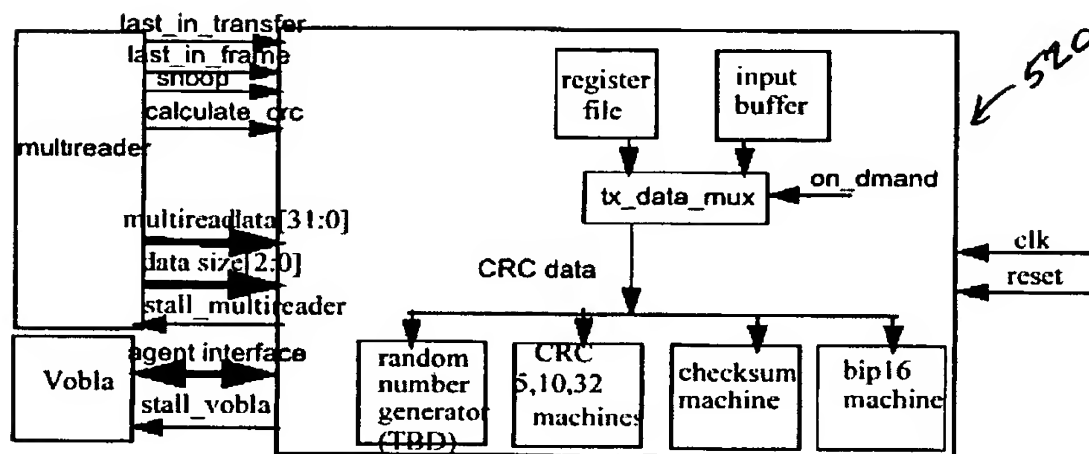 last_in_transfer
last_in_frame
snoop
calculate_crc
multireader
multireadata[31:0]
data size[2:0]
stall_multireader
agent interface
Vobla
stall_vobla
register
file
input
buffer
tx_data_mux
on_dmand
CRC data
random
number
generator
(TBD)
CRC
5,10,32
machines
checksum
machine
bip16
machine
clk
reset
520